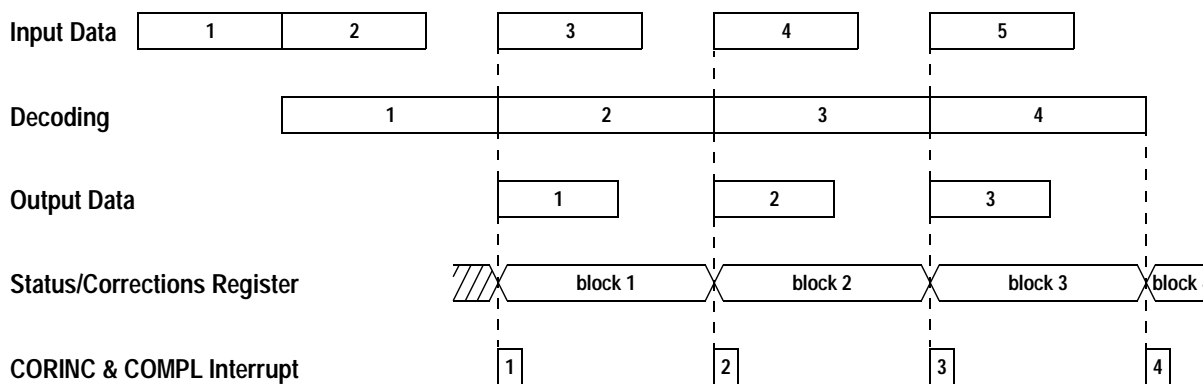 Input Data 1 2 3 4 5
Decoding 1 2 3 4
Output Data 1 2 3
Status/Corrections Register block 1 block 2 block 3 block
CORINC & COMPL Interrupt 1 2 3 4